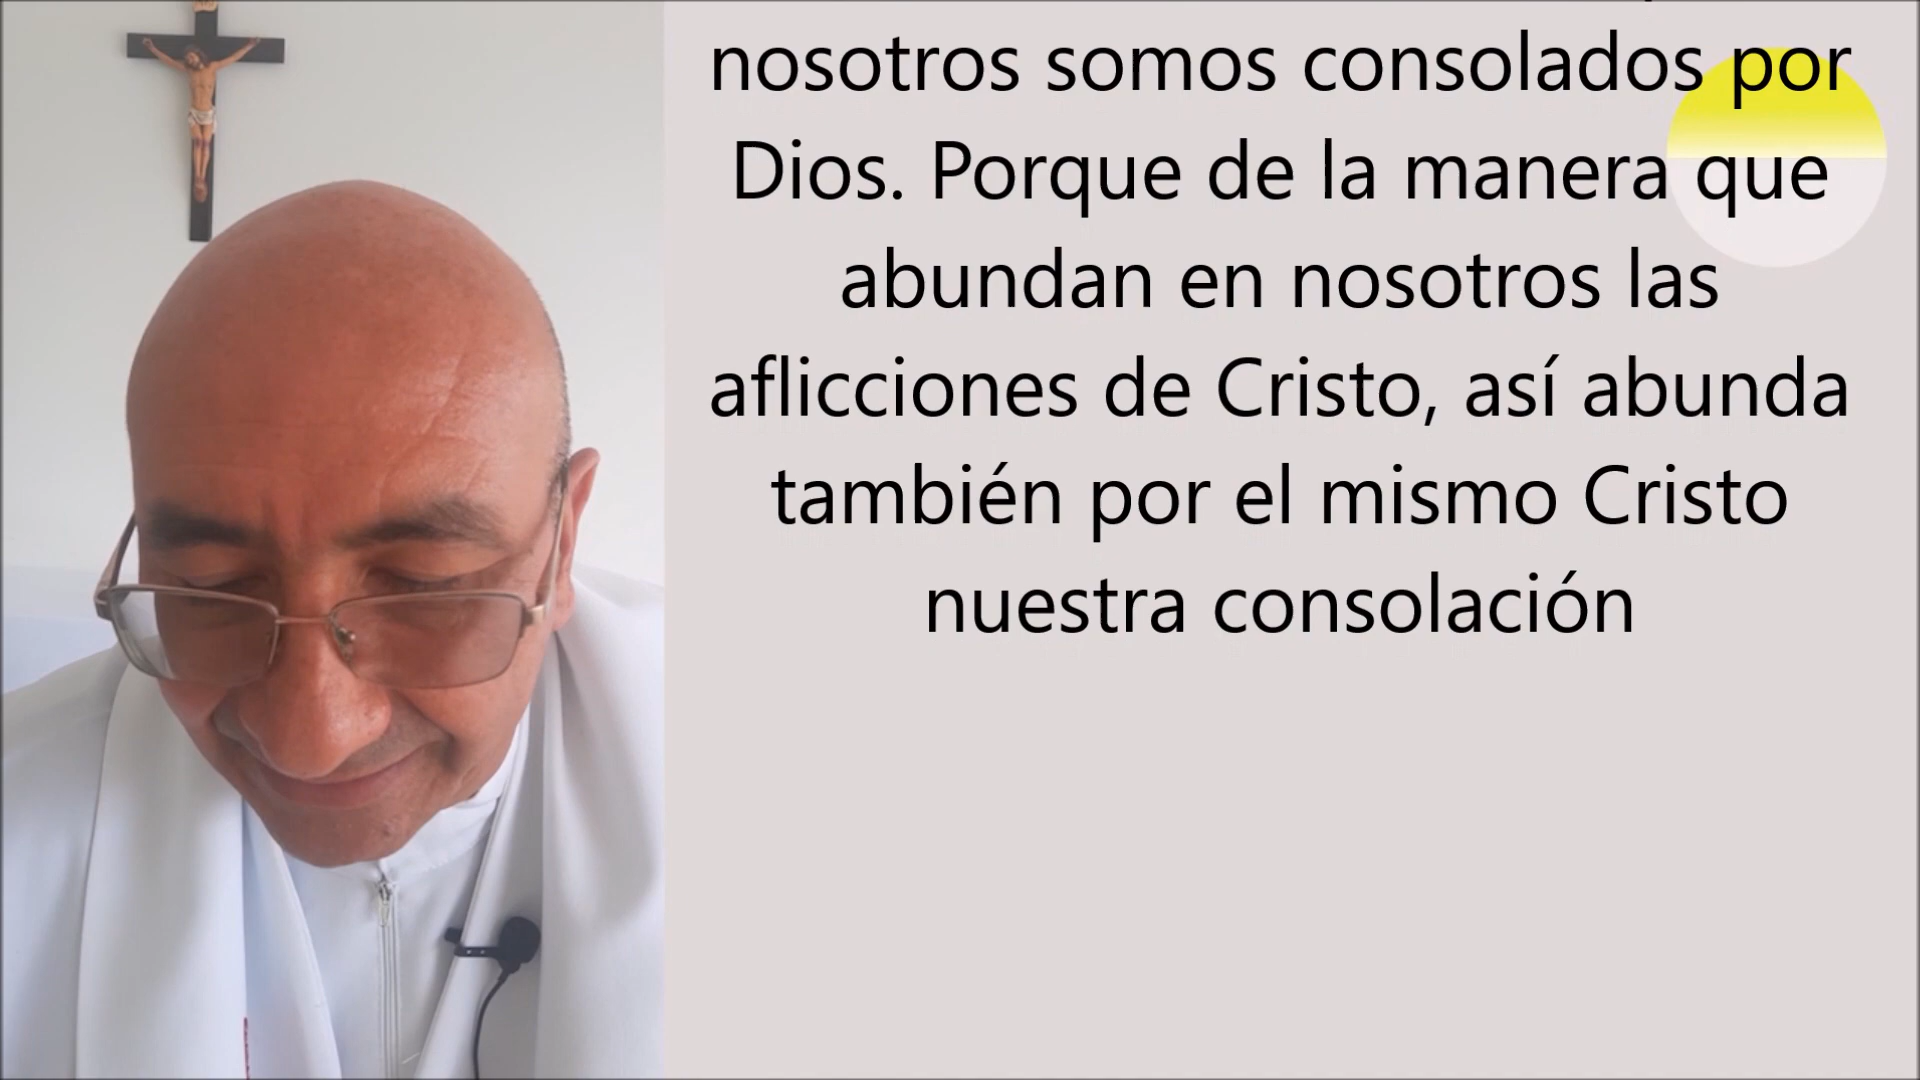 nosotros somos consolados por
Dios. Porque de la manera que
abundan en nosotros las
aflicciones de Cristo, así abunda
también por el mismo Cristo
nuestra consolación